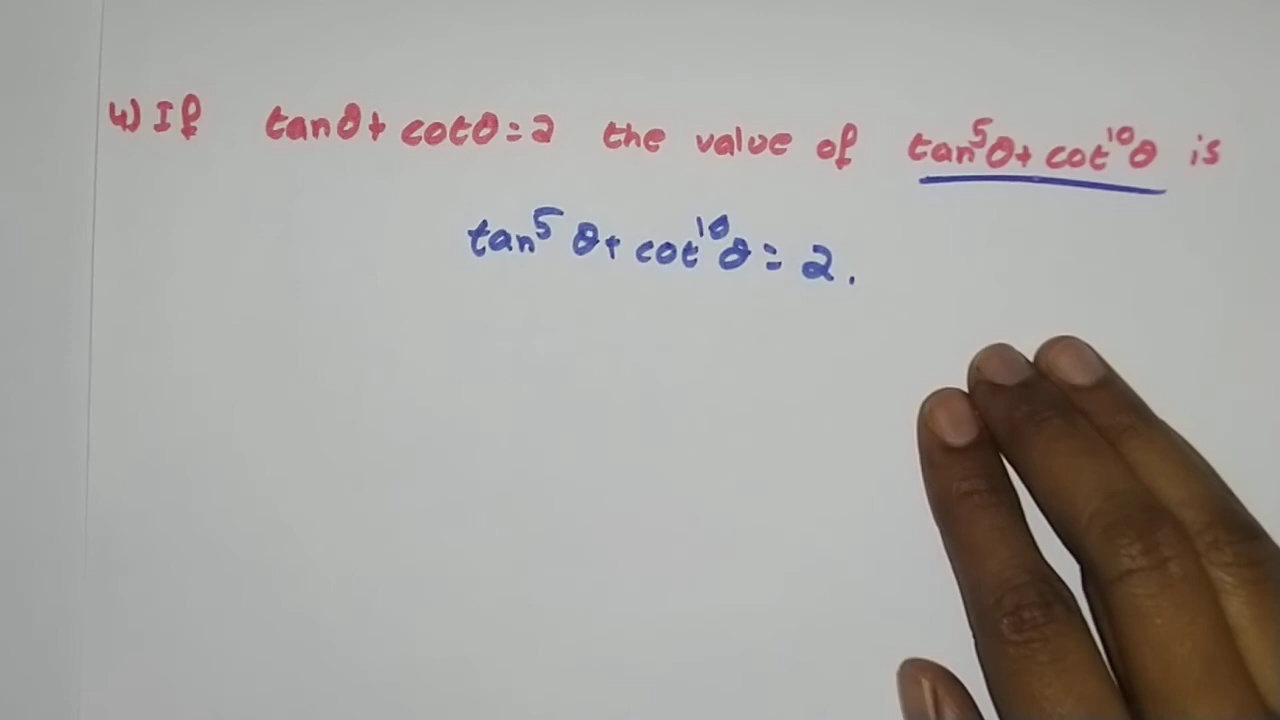 4) If tanθ + cotθ = 2 the value of tan⁵θ + cot¹⁰θ is
tan⁵θ + cot¹⁰θ = 2.